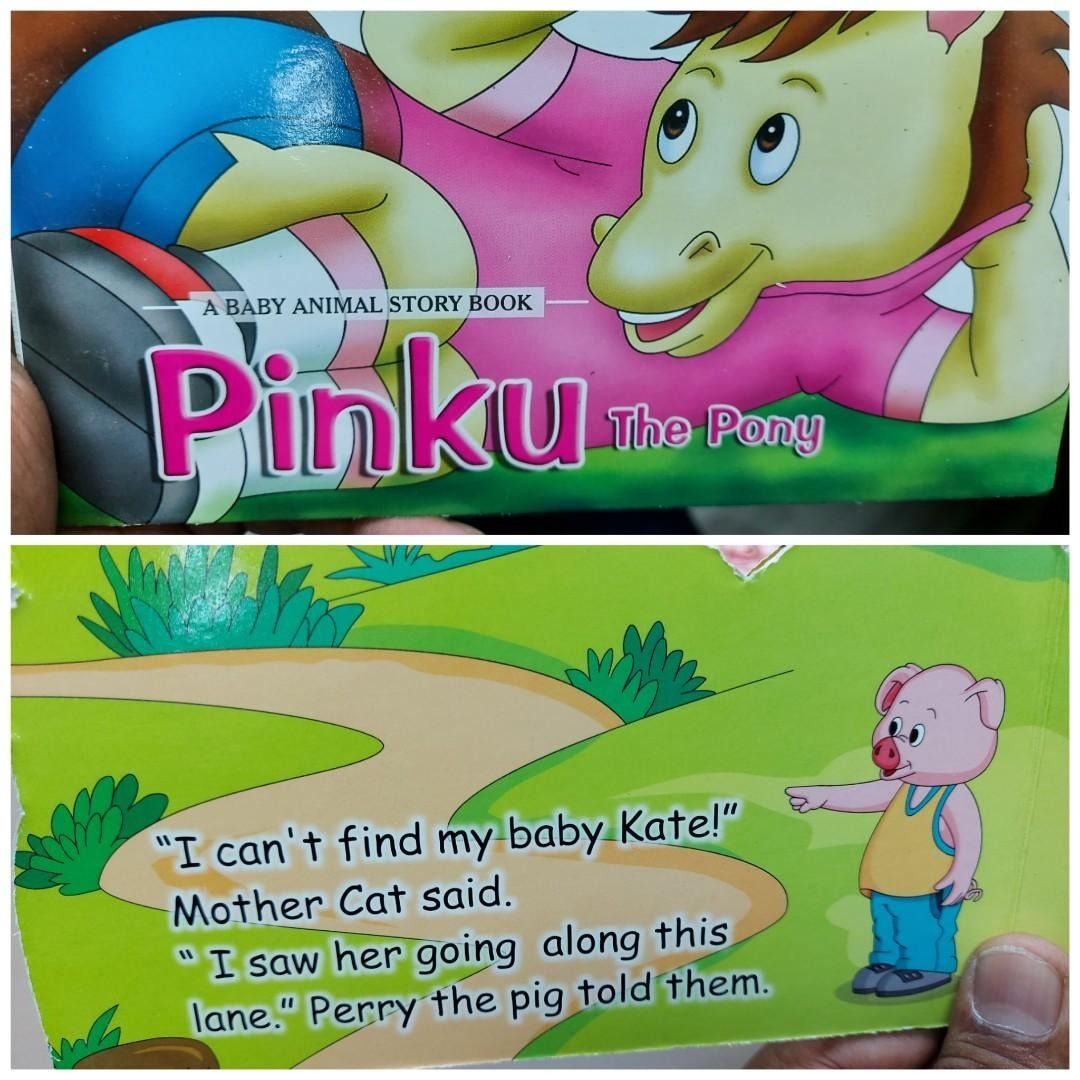 A BABY ANIMAL STORY BOOK
Pinku The Pony
"I can't find my baby Kate!"
Mother Cat said.
" I saw her going along this
lane." Perry the pig told them.